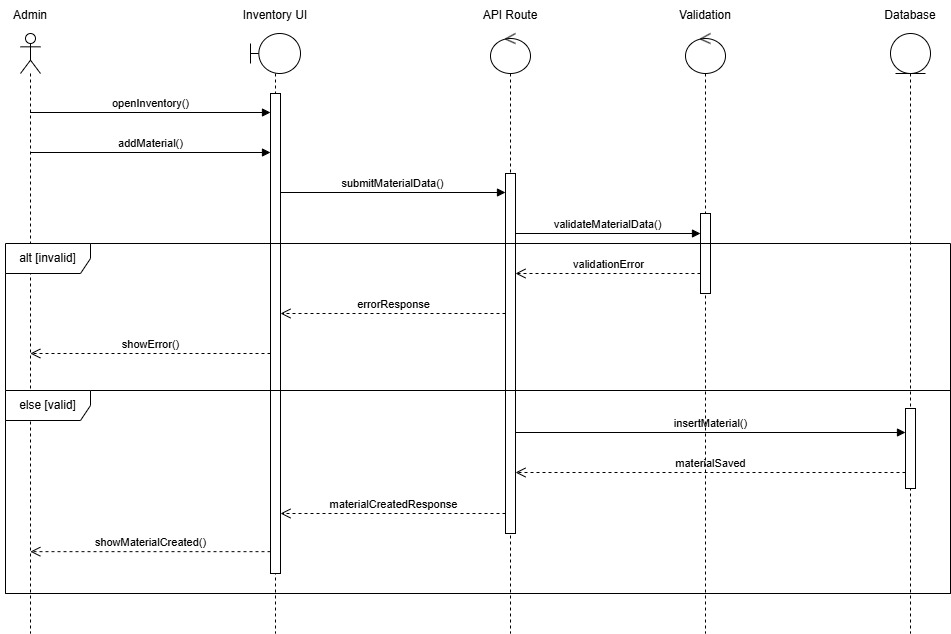 Admin
Inventory UI
API Route
Validation
Database
openInventory()
addMaterial()
submitMaterialData()
validateMaterialData()
alt [invalid]
validationError
errorResponse
showError()
else [valid]
insertMaterial()
materialSaved
materialCreatedResponse
showMaterialCreated()